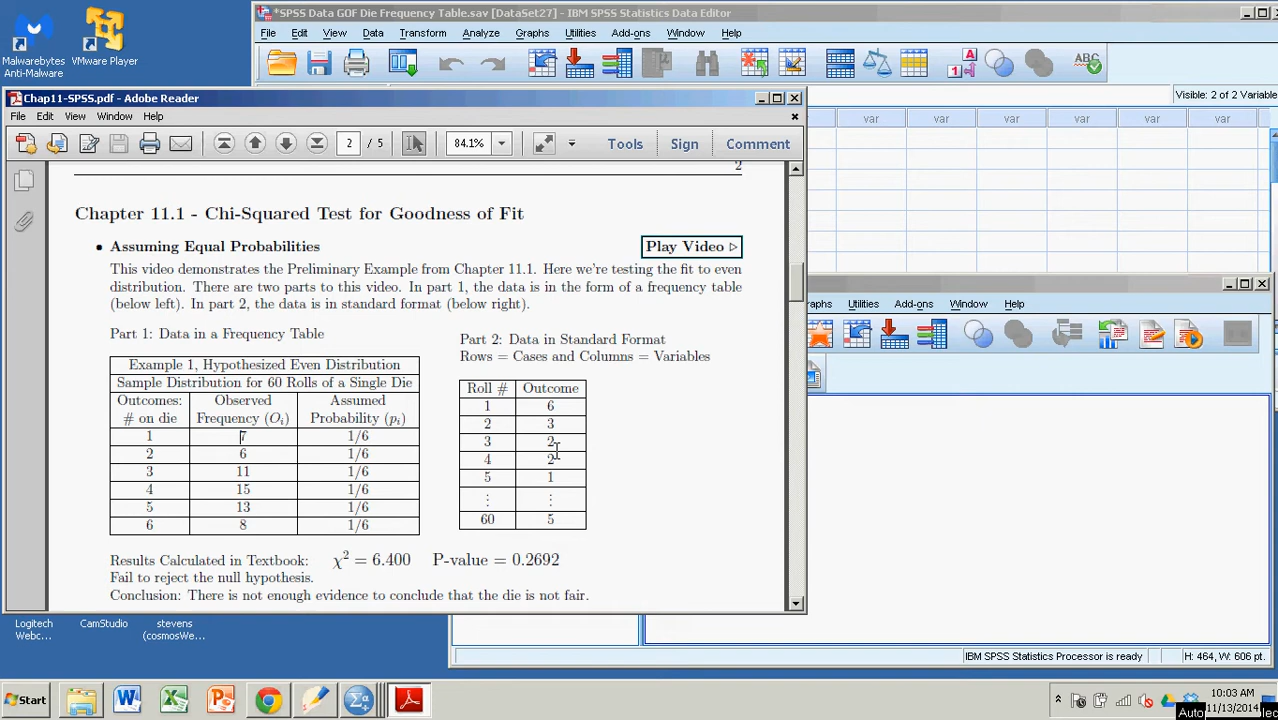 Malwarebytes
Anti-Malware
VMware Player
*SPSS Data GOF Die Frequency Table.sav [DataSet27] - IBM SPSS Statistics Data Editor
File Edit View Data Transform Analyze Graphs Utilities Add-ons Window Help
Visible: 2 of 2 Variable
var var var var var var
Chap11-SPSS.pdf - Adobe Reader
File Edit View Window Help
2 / 5 84.1% Tools Sign Comment
2
Chapter 11.1 - Chi-Squared Test for Goodness of Fit
• Assuming Equal Probabilities
Play Video ▷
This video demonstrates the Preliminary Example from Chapter 11.1. Here we're testing the fit to even
distribution. There are two parts to this video. In part 1, the data is in the form of a frequency table
(below left). In part 2, the data is in standard format (below right).
Part 1: Data in a Frequency Table
Example 1, Hypothesized Even Distribution
Sample Distribution for 60 Rolls of a Single Die
Outcomes: Observed Assumed
# on die Frequency (Oi) Probability (pi)
1 7 1/6
2 6 1/6
3 11 1/6
4 15 1/6
5 13 1/6
6 8 1/6
Part 2: Data in Standard Format
Rows = Cases and Columns = Variables
Roll # Outcome
1 6
2 3
3 2
4 2
5 1
⋮ ⋮
60 5
Results Calculated in Textbook: χ² = 6.400 P-value = 0.2692
Fail to reject the null hypothesis.
Conclusion: There is not enough evidence to conclude that the die is not fair.
aphs Utilities Add-ons Window Help
IBM SPSS Statistics Processor is ready H: 464, W: 606 pt.
Logitech
Webc...
CamStudio
stevens
(cosmosWe...
Start
10:03 AM
11/13/2014